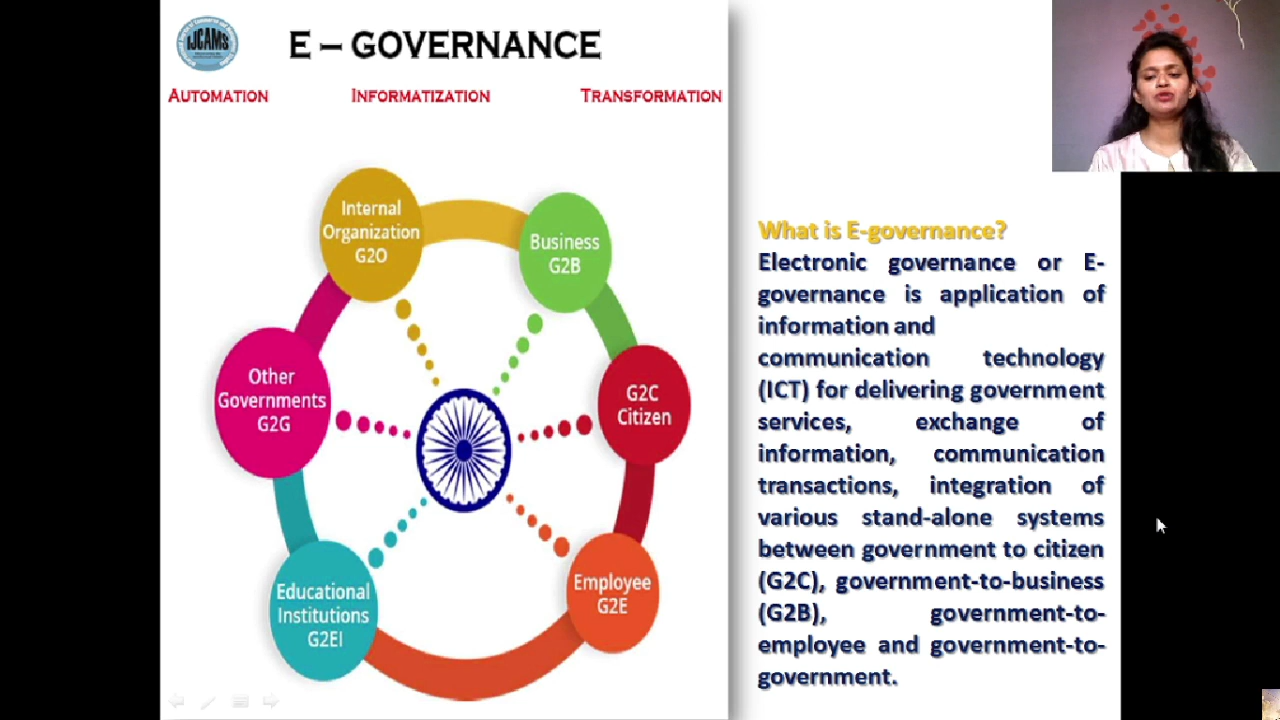 IJCAMS
E – GOVERNANCE
AUTOMATION
INFORMATIZATION
TRANSFORMATION
Internal
Organization
G2O
Business
G2B
Other
Governments
G2G
G2C
Citizen
Educational
Institutions
G2EI
Employee
G2E
What is E-governance?
Electronic governance or E-
governance is application of
information and
communication technology
(ICT) for delivering government
services, exchange of
information, communication
transactions, integration of
various stand-alone systems
between government to citizen
(G2C), government-to-business
(G2B), government-to-
employee and government-to-
government.